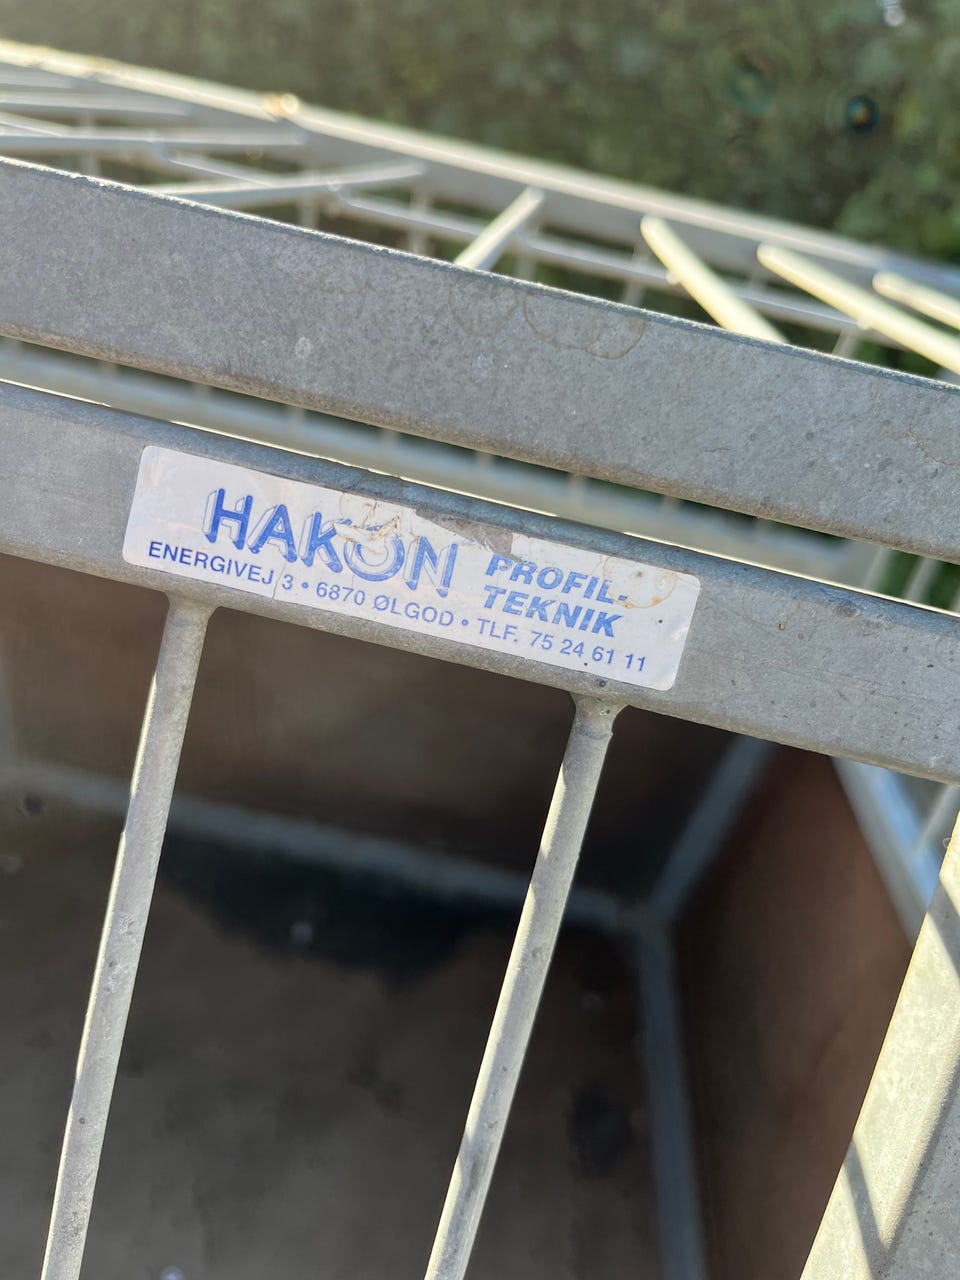 HAKON PROFIL-
TEKNIK
ENERGIVEJ 3 • 6870 ØLGOD • TLF. 75 24 61 11